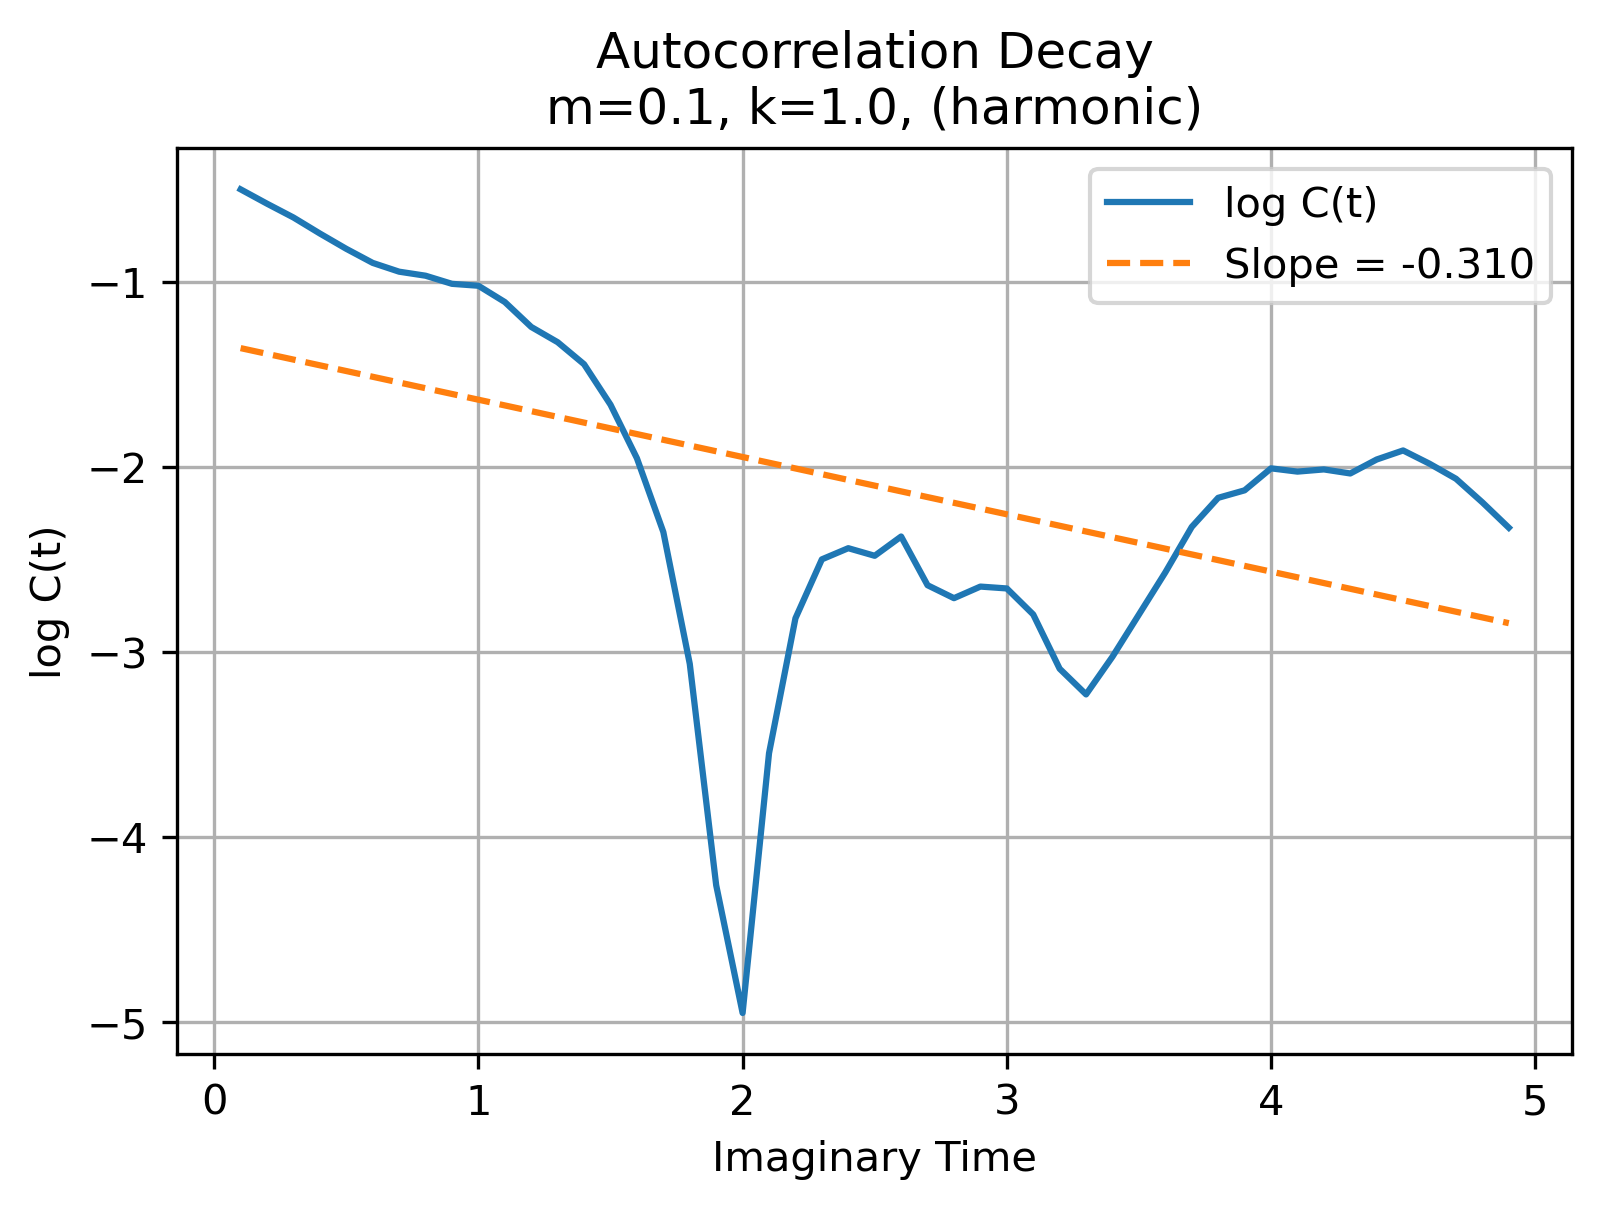 Autocorrelation Decay
m=0.1, k=1.0, (harmonic)
log C(t)
Slope = -0.310
−1
−2
−3
−4
−5
log C(t)
0 1 2 3 4 5
Imaginary Time